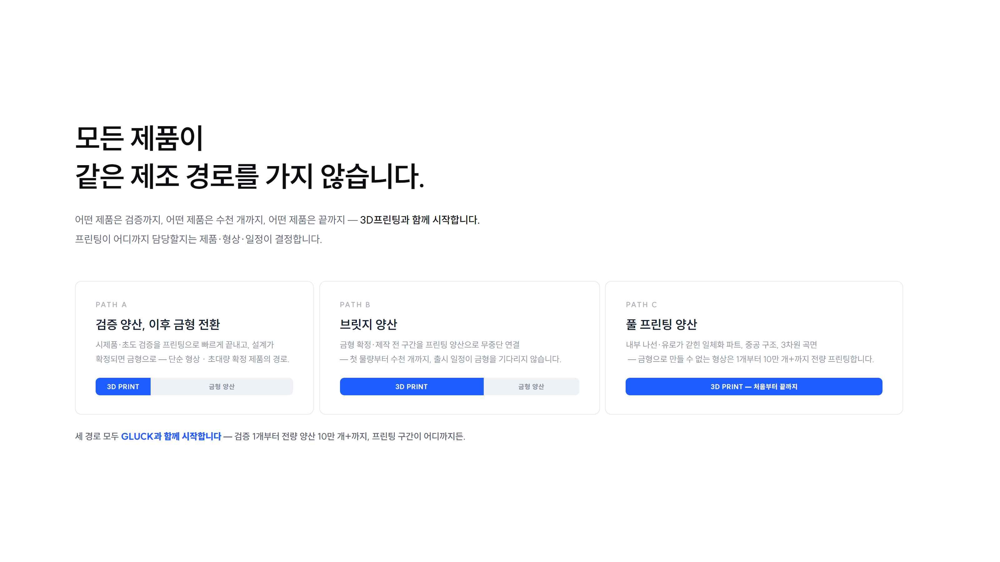 모든 제품이
같은 제조 경로를 가지 않습니다.
어떤 제품은 검증까지, 어떤 제품은 수천 개까지, 어떤 제품은 끝까지 — 3D프린팅과 함께 시작합니다.
프린팅이 어디까지 담당할지는 제품·형상·일정이 결정합니다.
PATH A
검증 양산, 이후 금형 전환
시제품·초도 검증을 프린팅으로 빠르게 끝내고, 설계가
확정되면 금형으로 — 단순 형상 · 초대량 확정 제품의 경로.
3D PRINT 금형 양산
PATH B
브릿지 양산
금형 확정·제작 전 구간을 프린팅 양산으로 무중단 연결
— 첫 물량부터 수천 개까지, 출시 일정이 금형을 기다리지 않습니다.
3D PRINT 금형 양산
PATH C
풀 프린팅 양산
내부 나선·유로가 갇힌 일체화 파트, 중공 구조, 3차원 곡면
— 금형으로 만들 수 없는 형상은 1개부터 10만 개+까지 전량 프린팅합니다.
3D PRINT — 처음부터 끝까지
세 경로 모두 GLUCK과 함께 시작합니다 — 검증 1개부터 전량 양산 10만 개+까지, 프린팅 구간이 어디까지든.